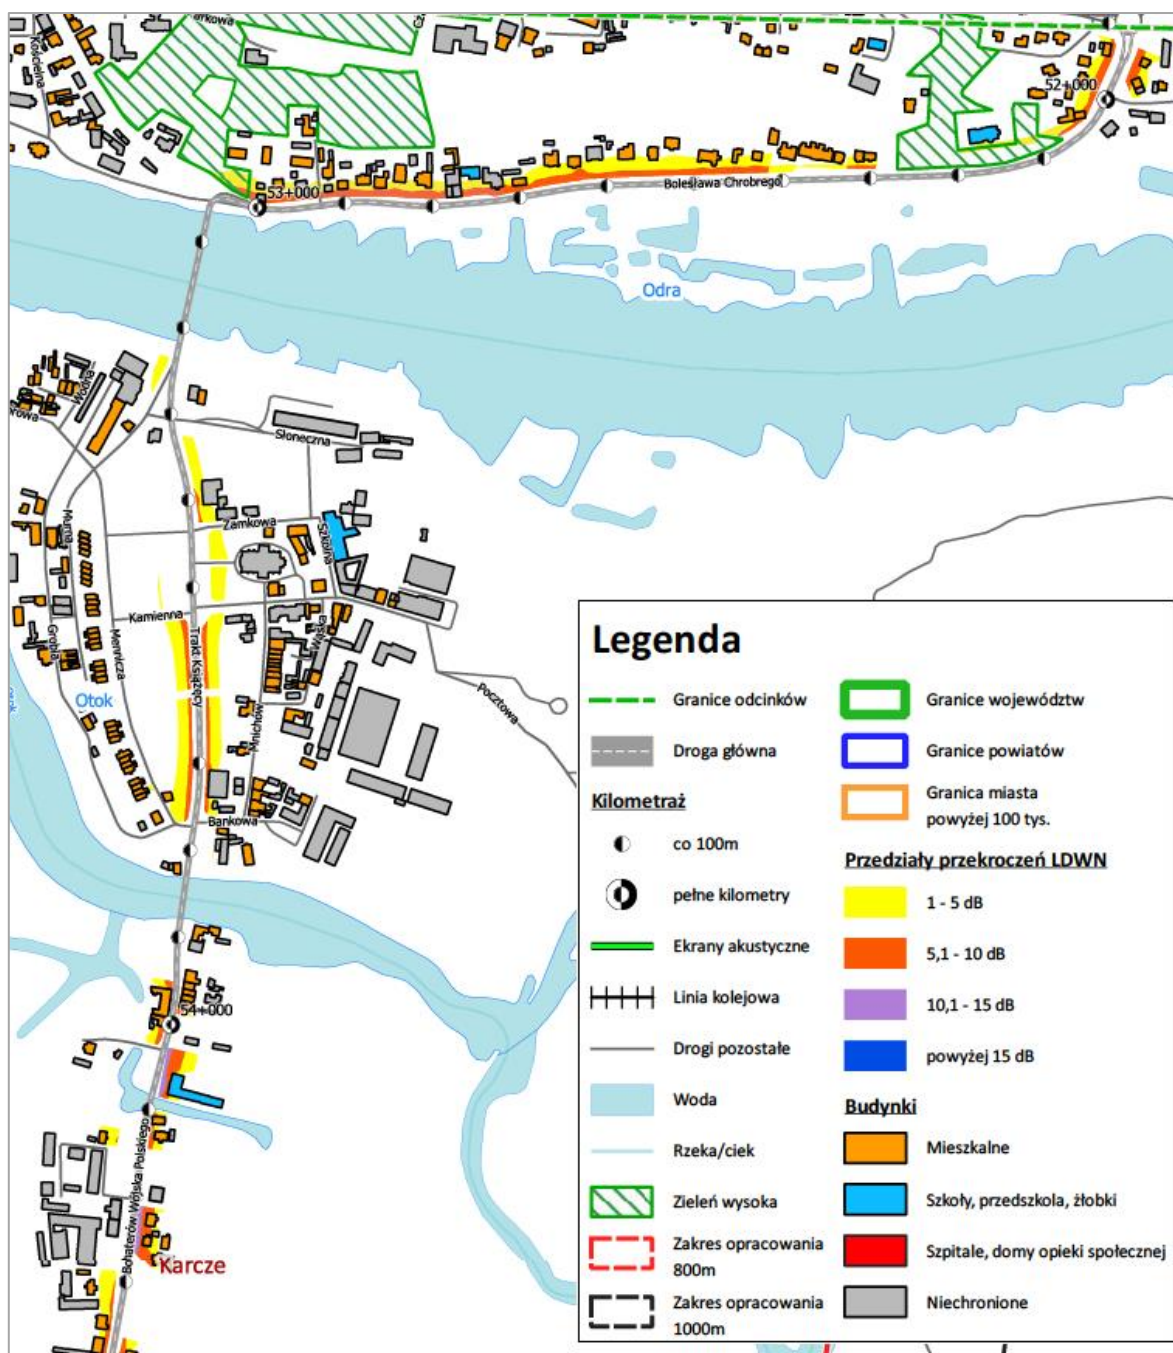 Kościelna
52+000
53+000
Bolesława Chrobrego
Odra
Wodna
Słoneczna
Murna
Zamkowa
Szkolna
Kamienna
Grobla
Mennicza
Trakt Książęcy
Wąska
Otok
Mnichów
Pocztowa
Bankowa
54+000
Bohaterów Wojska Polskiego
Karcze
Legenda
Granice odcinków
Droga główna
Kilometraż
co 100m
pełne kilometry
Ekrany akustyczne
Linia kolejowa
Drogi pozostałe
Woda
Rzeka/ciek
Zieleń wysoka
Zakres opracowania
800m
Zakres opracowania
1000m
Granice województw
Granice powiatów
Granica miasta
powyżej 100 tys.
Przedziały przekroczeń LDWN
1 - 5 dB
5,1 - 10 dB
10,1 - 15 dB
powyżej 15 dB
Budynki
Mieszkalne
Szkoły, przedszkola, żłobki
Szpitale, domy opieki społecznej
Niechronione